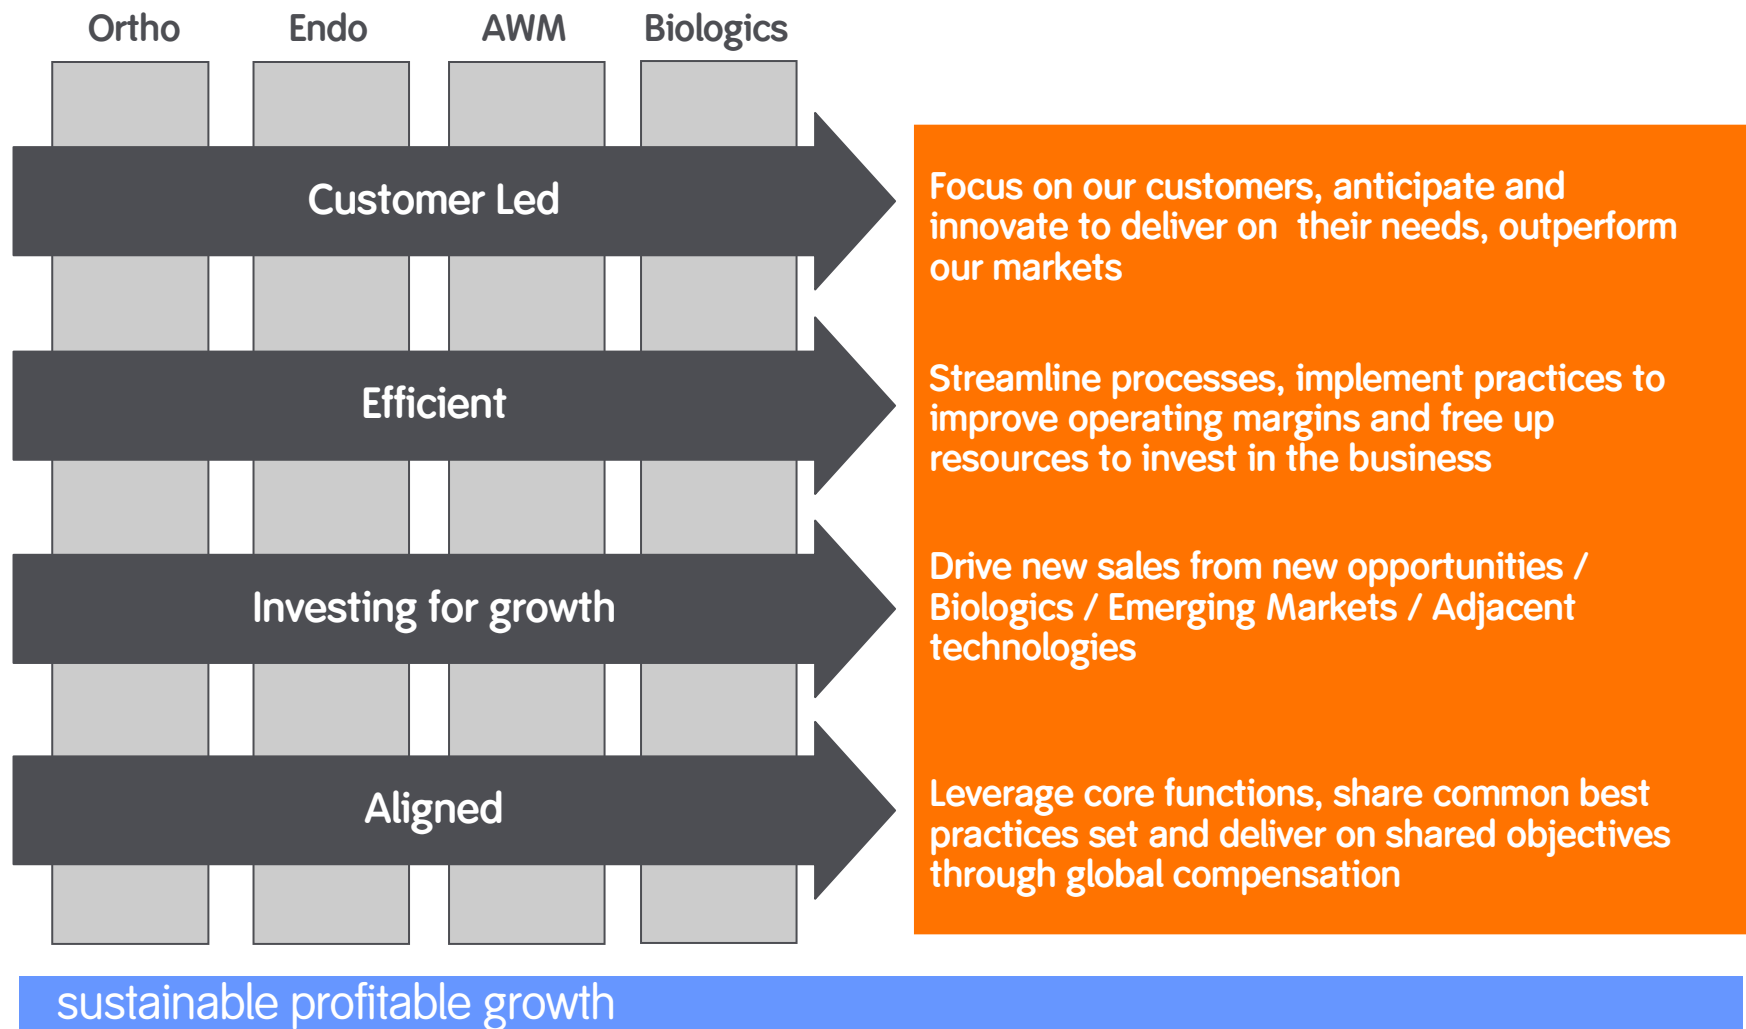 Ortho Endo AWM Biologics
Customer Led
Focus on our customers, anticipate and
innovate to deliver on  their needs, outperform
our markets
Efficient
Streamline processes, implement practices to
improve operating margins and free up
resources to invest in the business
Investing for growth
Drive new sales from new opportunities /
Biologics / Emerging Markets / Adjacent
technologies
Aligned
Leverage core functions, share common best
practices set and deliver on shared objectives
through global compensation
sustainable profitable growth